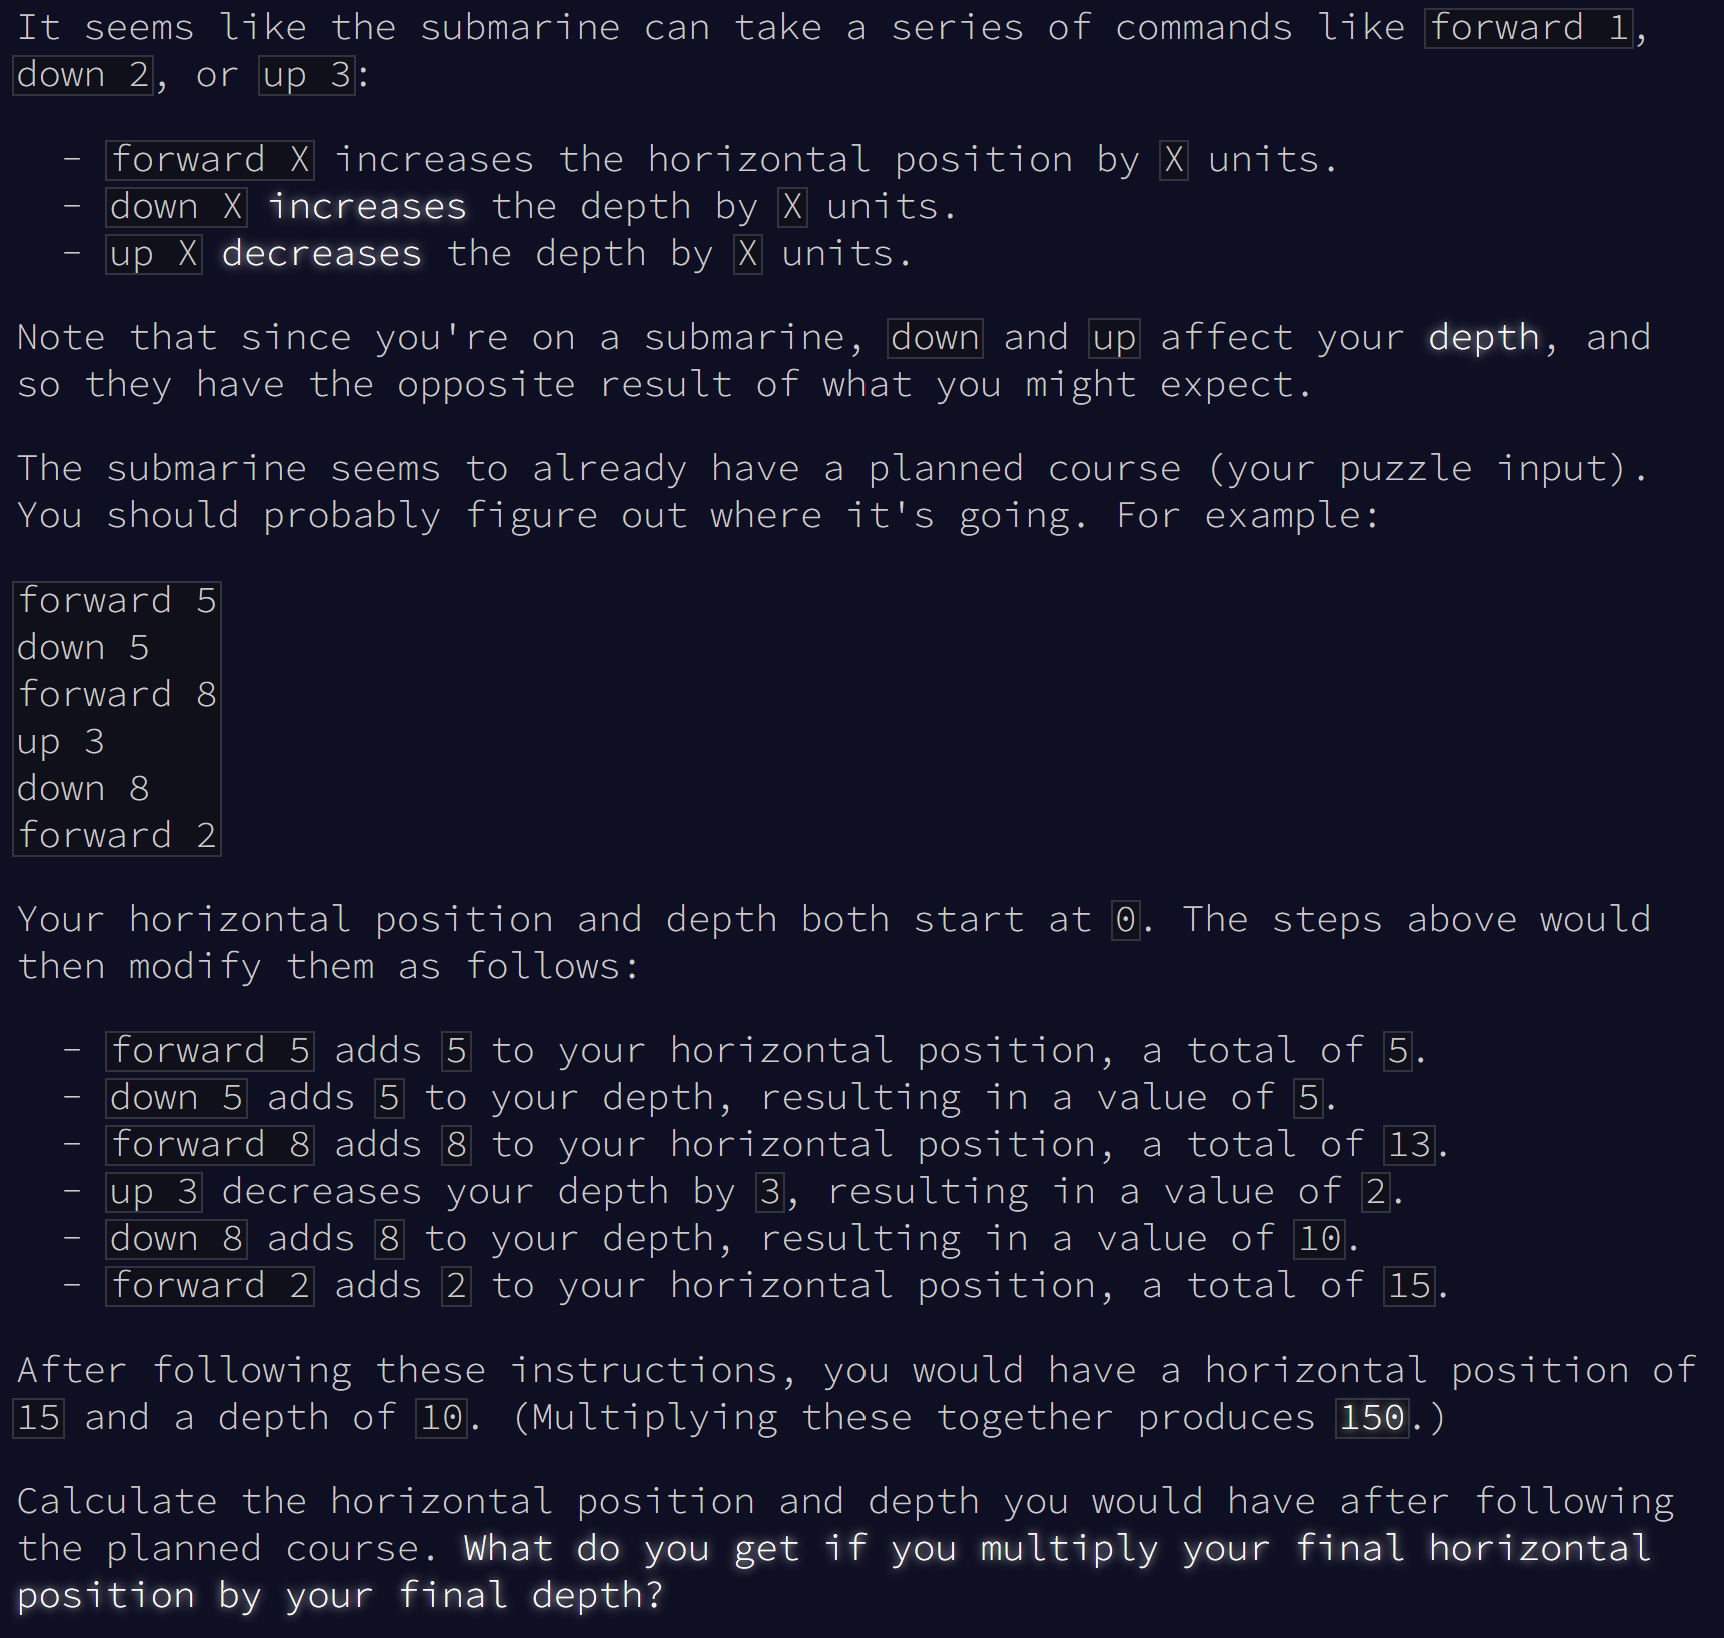 It seems like the submarine can take a series of commands like forward 1,
down 2, or up 3:
- forward X increases the horizontal position by X units.
- down X increases the depth by X units.
- up X decreases the depth by X units.
Note that since you're on a submarine, down and up affect your depth, and
so they have the opposite result of what you might expect.
The submarine seems to already have a planned course (your puzzle input).
You should probably figure out where it's going. For example:
forward 5
down 5
forward 8
up 3
down 8
forward 2
Your horizontal position and depth both start at 0. The steps above would
then modify them as follows:
- forward 5 adds 5 to your horizontal position, a total of 5.
- down 5 adds 5 to your depth, resulting in a value of 5.
- forward 8 adds 8 to your horizontal position, a total of 13.
- up 3 decreases your depth by 3, resulting in a value of 2.
- down 8 adds 8 to your depth, resulting in a value of 10.
- forward 2 adds 2 to your horizontal position, a total of 15.
After following these instructions, you would have a horizontal position of
15 and a depth of 10. (Multiplying these together produces 150.)
Calculate the horizontal position and depth you would have after following
the planned course. What do you get if you multiply your final horizontal
position by your final depth?